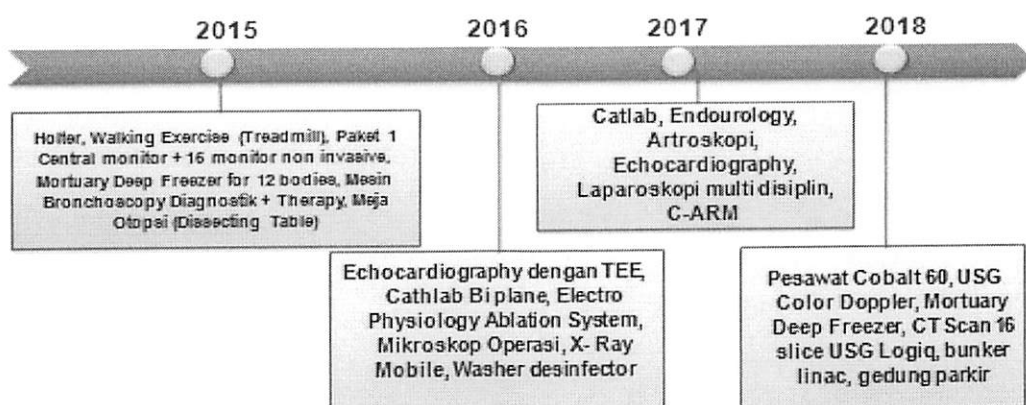 2015
2016
2017
2018
Holter, Walking Exercise (Treadmill), Paket 1
Central monitor + 16 monitor non invasive,
Mortuary Deep Freezer for 12 bodies, Mesin
Bronchoscopy Diagnostik + Therapy, Meja
Otopsi (Dissecting Table)
Echocardiography dengan TEE,
Cathlab Biplane, Electro
Physiology Ablation System,
Mikroskop Operasi, X- Ray
Mobile, Washer desinfector
Catlab, Endourology,
Artroskopi,
Echocardiography,
Laparoskopi multi disiplin,
C-ARM
Pesawat Cobalt 60, USG
Color Doppler, Mortuary
Deep Freezer, CT Scan 16
slice USG Logiq, bunker
linac, gedung parkir